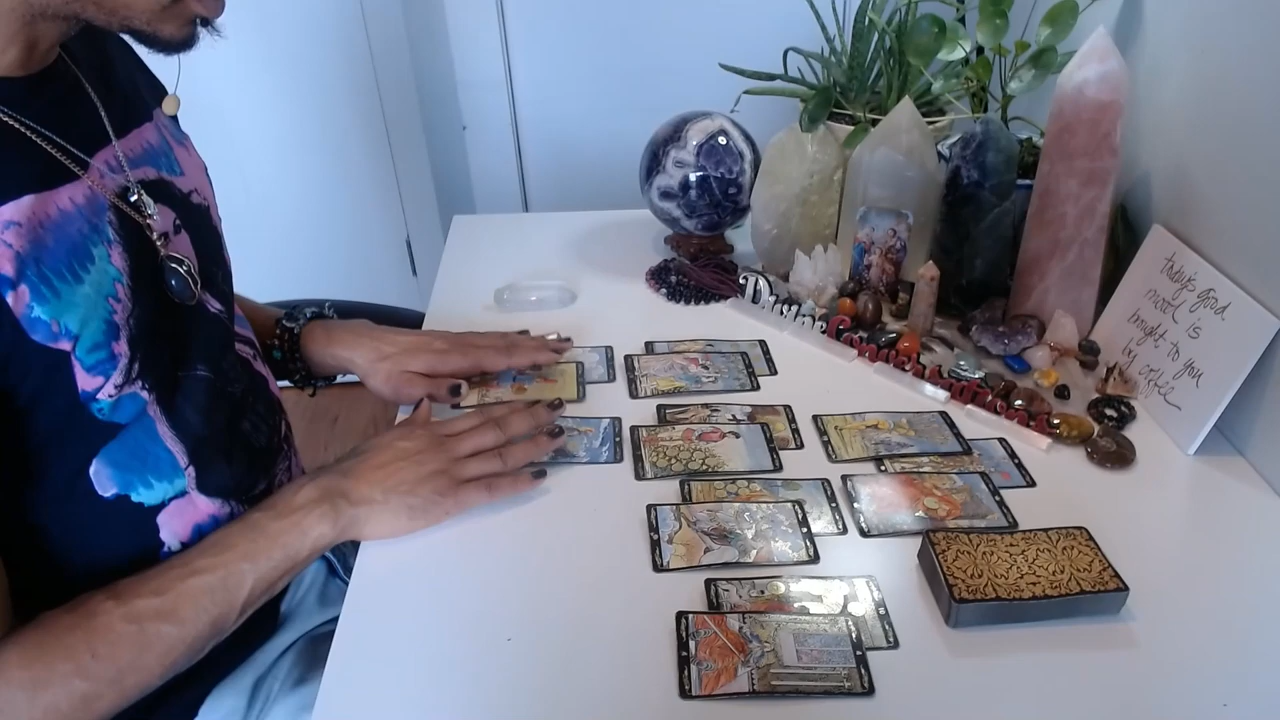 Divine Conversations
today's good
mood is
brought to you
by coffee